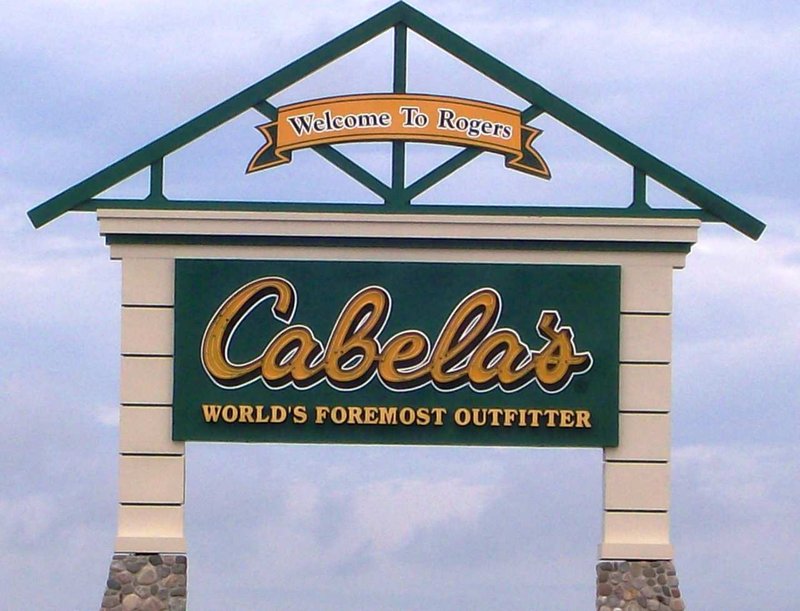 Welcome To Rogers
Cabela's
WORLD'S FOREMOST OUTFITTER